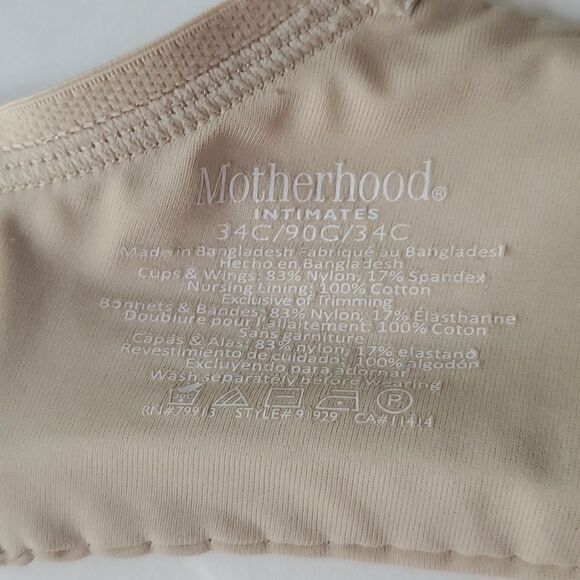 Motherhood®
INTIMATES
34C/90G/34C
Made in Bangladesh Fabriqué au Bangladesh
Hecho en Bangladesh
Cups & Wings: 83% Nylon, 17% Spandex
Nursing Lining: 100% Cotton
Exclusive of Trimming
Bonnets & Bandes: 83% Nylon, 17% Élasthanne
Doublure pour l'allaitement: 100% Coton
Sans garniture
Capas & Alas: 83% nylon, 17% elastano
Revestimiento de cuidado: 100% algodón
Excluyendo para adornar
Wash separately before Wearing
P
RN#79913 STYLE#91929 CA#11414